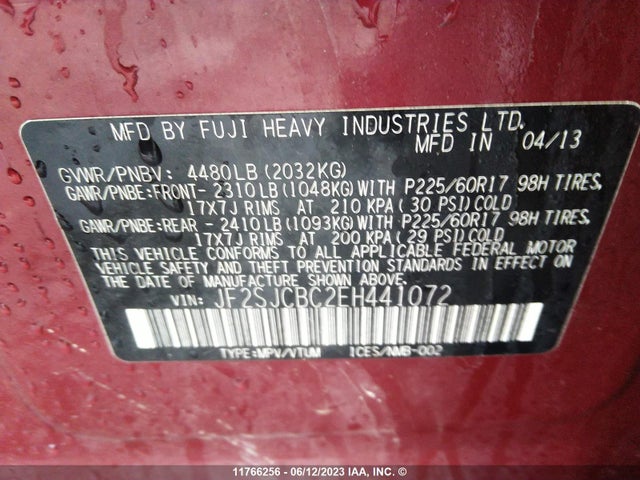 MFD BY FUJI HEAVY INDUSTRIES LTD.
MFD IN 04/13
GVWR/PNBV: 4480LB (2032KG)
GAWR/PNBE:FRONT- 2310LB (1048KG) WITH P225/60R17 98H TIRES,
17X7J RIMS AT 210 KPA (30 PSI) COLD
GAWR/PNBE:REAR - 2410LB (1093KG) WITH P225/60R17 98H TIRES,
17X7J RIMS AT 200 KPA (29 PSI) COLD
THIS VEHICLE CONFORMS TO ALL APPLICABLE FEDERAL MOTOR
VEHICLE SAFETY AND THEFT PREVENTION STANDARDS IN EFFECT
ON THE DATE OF MANUFACTURE SHOWN ABOVE.
VIN: JF2SJCBC2EH441072
TYPE:MPV/VTUM ICES/NMB-002
11766256 - 06/12/2023 IAA, INC. ©